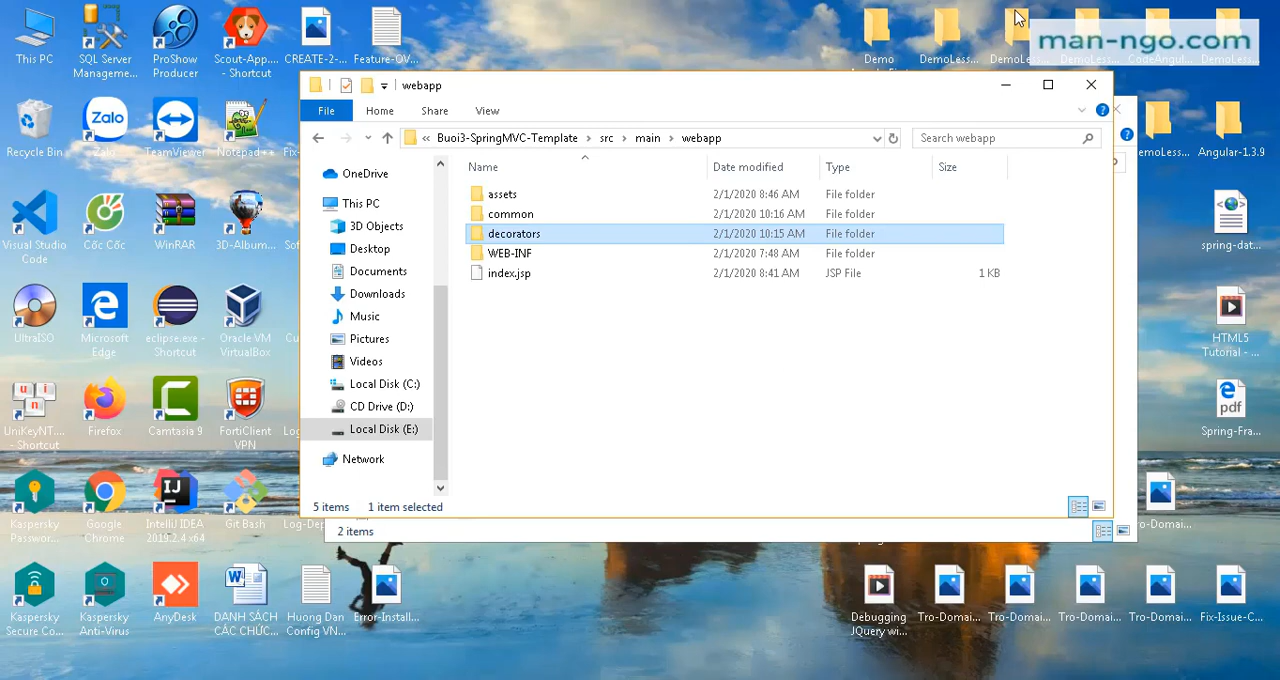 This PC
SQL Server
Manageme...
ProShow
Producer
Scout-App...
- Shortcut
CREATE-2-...
Feature-OV...
Demo
DemoLess...
DemoLess...
CodeAngul...
DemoLess...
man-ngo.com
Recycle Bin
Zalo
Zalo
TeamViewer
Notepad++
Fix-
DemoLess...
Angular-1.3.9
webapp
File
Home
Share
View
« Buoi3-SpringMVC-Template > src > main > webapp
Search webapp
Name
Date modified
Type
Size
assets
2/1/2020 8:46 AM
File folder
common
2/1/2020 10:16 AM
File folder
decorators
2/1/2020 10:15 AM
File folder
WEB-INF
2/1/2020 7:48 AM
File folder
index.jsp
2/1/2020 8:41 AM
JSP File
1 KB
OneDrive
This PC
3D Objects
Desktop
Documents
Downloads
Music
Pictures
Videos
Local Disk (C:)
CD Drive (D:)
Local Disk (E:)
Network
5 items
1 item selected
2 items
Visual Studio
Code
Cốc Cốc
WinRAR
3D-Album...
spring-dat...
UltraISO
Microsoft
Edge
eclipse.exe -
Shortcut
Oracle VM
VirtualBox
HTML5
Tutorial - ...
UniKeyNT....
- Shortcut
Firefox
Camtasia 9
FortiClient
VPN
pdf
Spring-Fra...
Kaspersky
Passwor...
Google
Chrome
IntelliJ IDEA
2019.2.4 x64
Git Bash
Log-Dep
Tro-Domai...
Kaspersky
Secure Co...
Kaspersky
Anti-Virus
AnyDesk
DANH SÁCH
CÁC CHỨC...
Huong Dan
Config VN...
Error-Install...
Debugging
JQuery wi...
Tro-Domai...
Tro-Domai...
Tro-Domai...
Tro-Domai...
Fix-Issue-C...